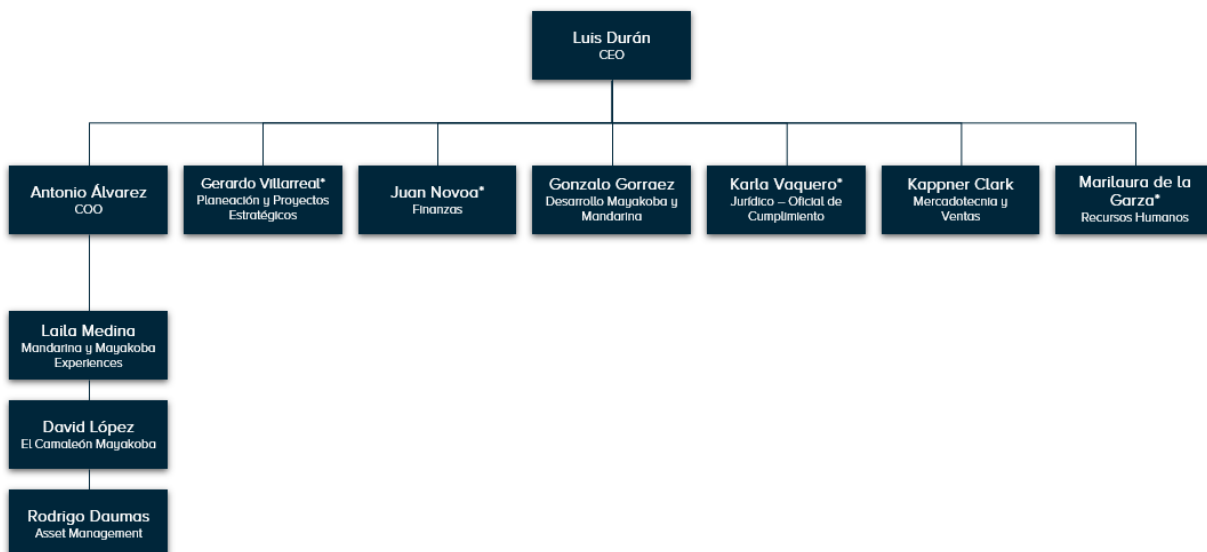 Luis Durán
CEO
Antonio Álvarez
COO
Gerardo Villarreal*
Planeación y Proyectos
Estratégicos
Juan Novoa*
Finanzas
Gonzalo Gorraez
Desarrollo Mayakoba y
Mandarina
Karla Vaquero*
Jurídico – Oficial de
Cumplimiento
Kappner Clark
Mercadotecnia y
Ventas
Marilaura de la
Garza*
Recursos Humanos
Laila Medina
Mandarina y Mayakoba
Experiences
David López
El Camaleón Mayakoba
Rodrigo Daumas
Asset Management